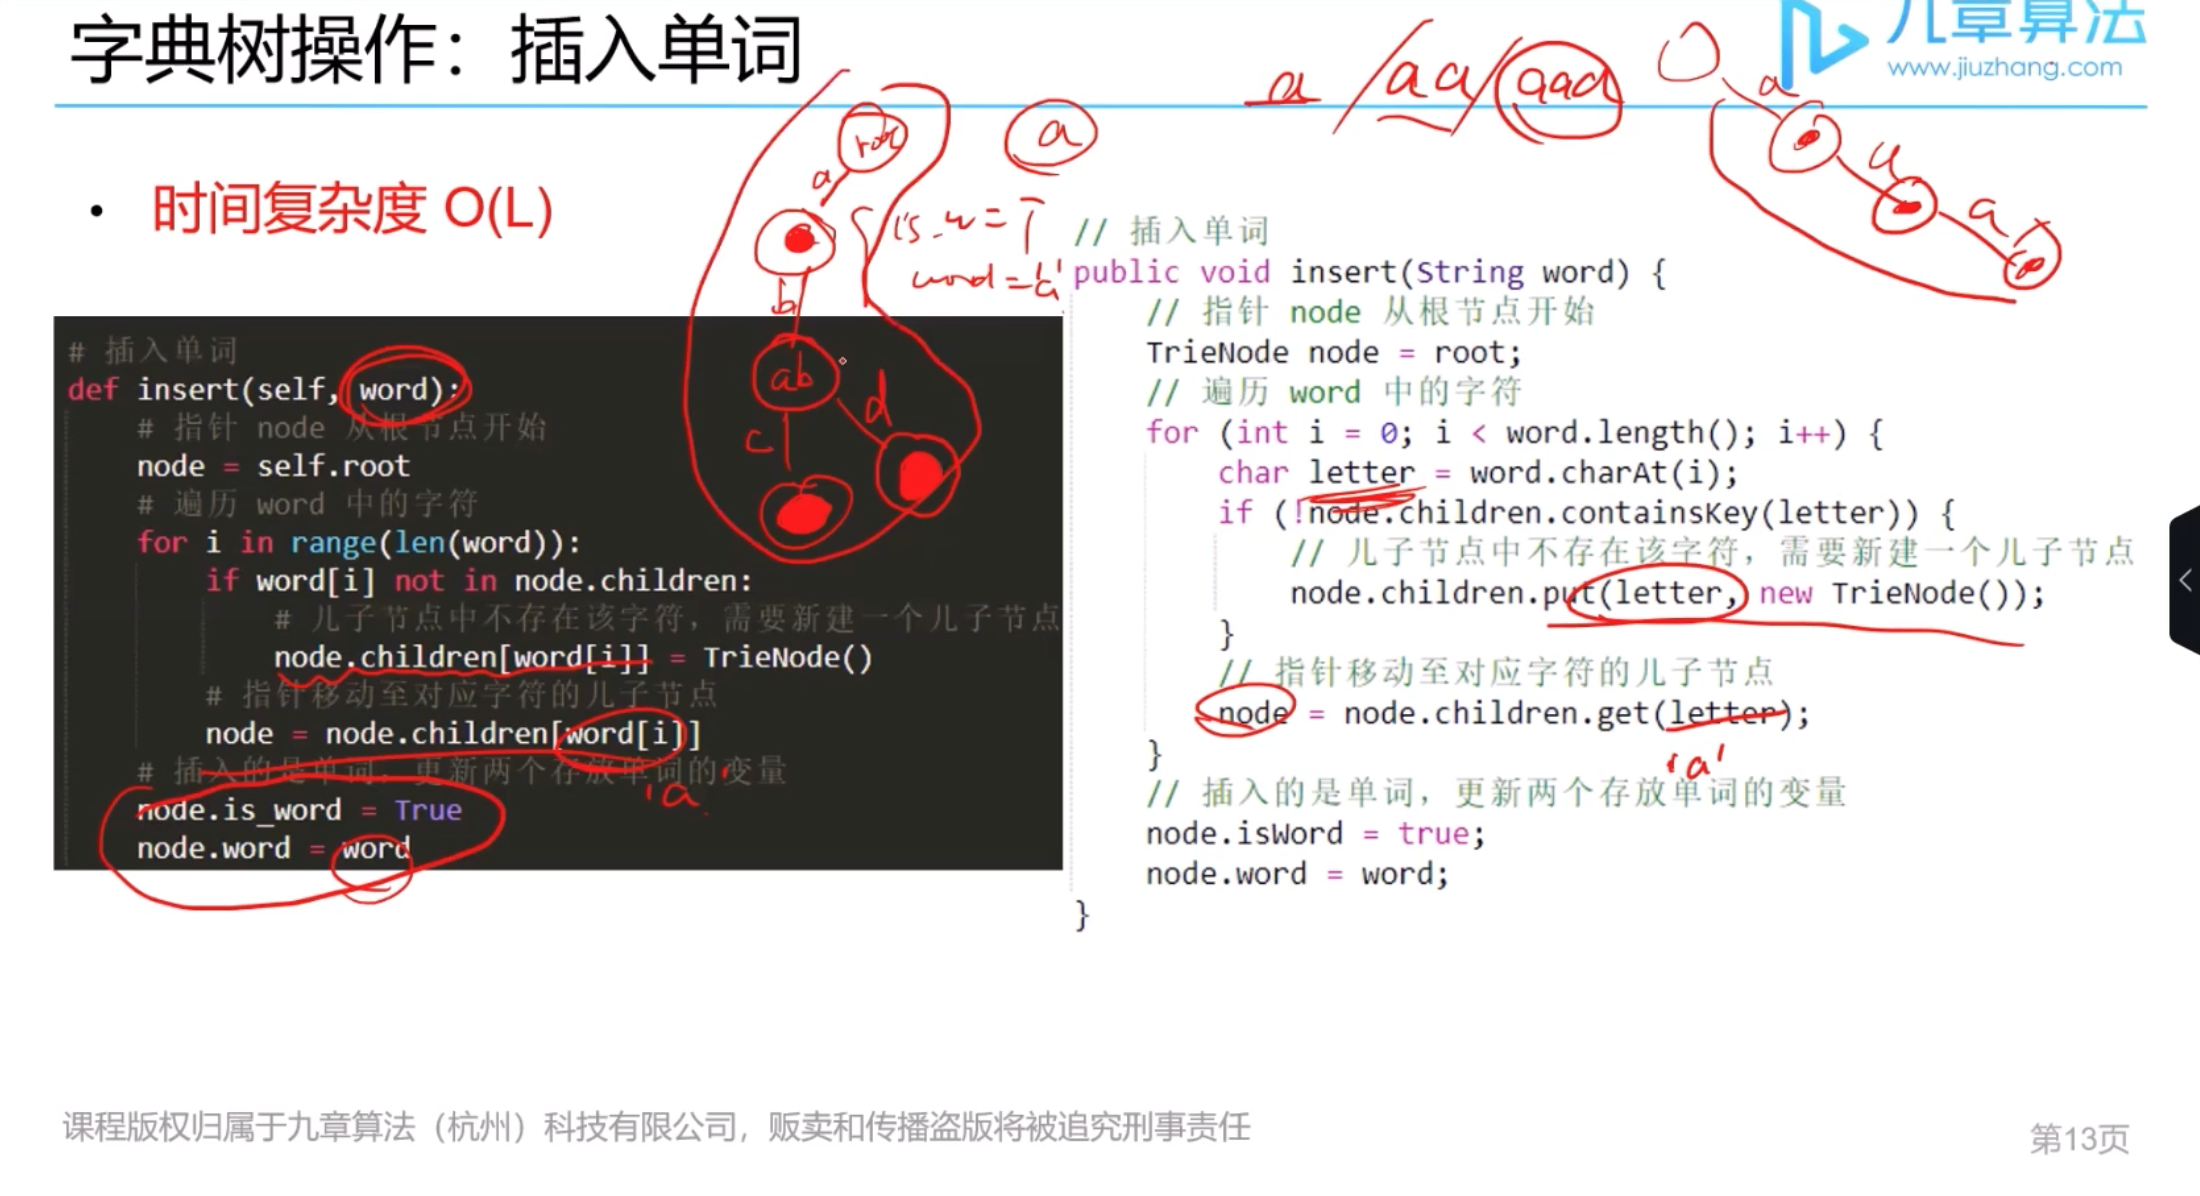 字典树操作：插入单词
九章算法
www.jiuzhang.com
a / aa / aaa
a
a
a
root
a
a
b
ab
c
d
is_w = T
word = 'a'
• 时间复杂度 O(L)
# 插入单词
def insert(self, word):
# 指针 node 从根节点开始
node = self.root
# 遍历 word 中的字符
for i in range(len(word)):
if word[i] not in node.children:
# 儿子节点中不存在该字符，需要新建一个儿子节点
node.children[word[i]] = TrieNode()
# 指针移动至对应字符的儿子节点
node = node.children[word[i]]
# 插入的是单词，更新两个存放单词的变量
'a'
node.is_word = True
node.word = word
// 插入单词
public void insert(String word) {
// 指针 node 从根节点开始
TrieNode node = root;
// 遍历 word 中的字符
for (int i = 0; i < word.length(); i++) {
char letter = word.charAt(i);
if (!node.children.containsKey(letter)) {
// 儿子节点中不存在该字符，需要新建一个儿子节点
node.children.put(letter, new TrieNode());
}
// 指针移动至对应字符的儿子节点
node = node.children.get(letter);
'a'
}
// 插入的是单词，更新两个存放单词的变量
node.isWord = true;
node.word = word;
}
课程版权归属于九章算法（杭州）科技有限公司，贩卖和传播盗版将被追究刑事责任
第13页